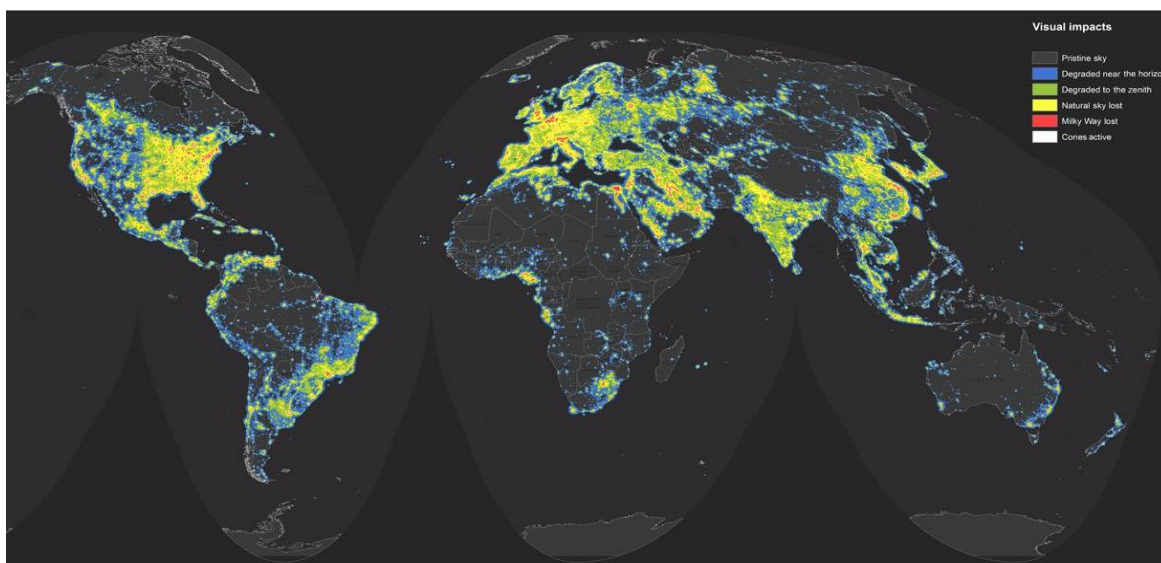 Visual impacts
Pristine sky
Degraded near the horizo
Degraded to the zenith
Natural sky lost
Milky Way lost
Cones active